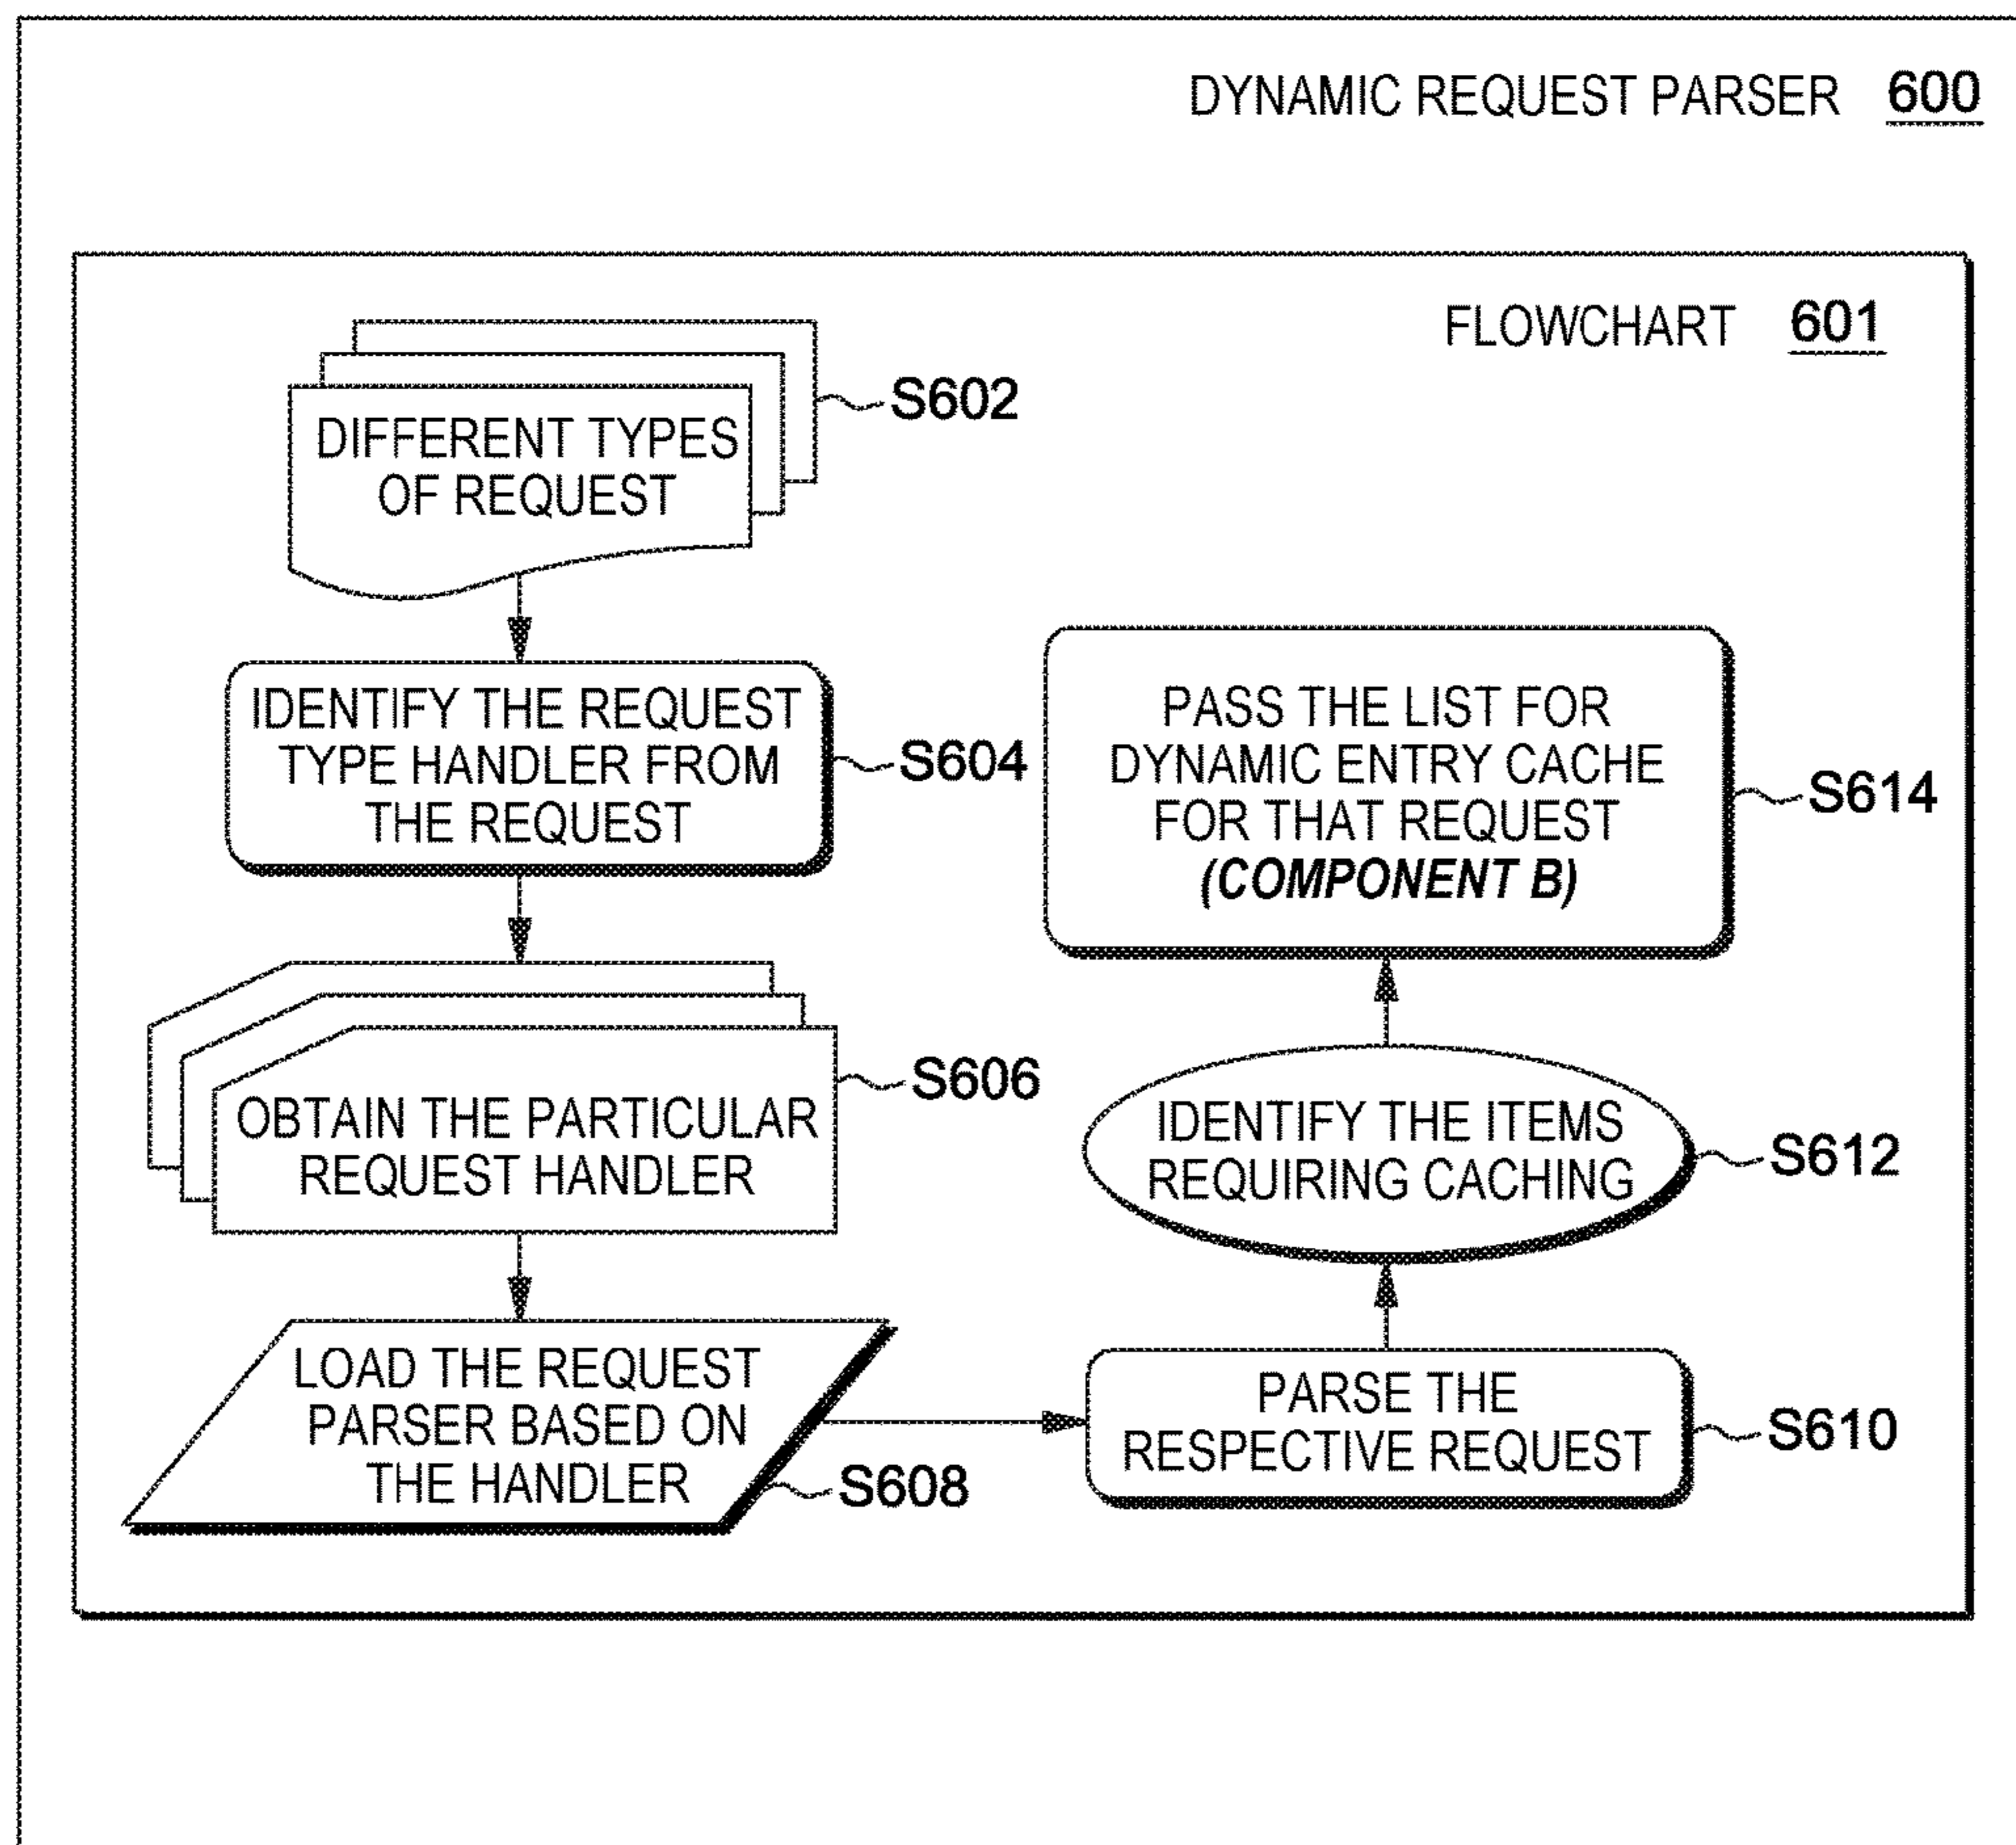 DYNAMIC REQUEST PARSER 600
FLOWCHART 601
DIFFERENT TYPES
OF REQUEST
S602
IDENTIFY THE REQUEST
TYPE HANDLER FROM
THE REQUEST
S604
OBTAIN THE PARTICULAR
REQUEST HANDLER
S606
LOAD THE REQUEST
PARSER BASED ON
THE HANDLER
S608
PARSE THE
RESPECTIVE REQUEST
S610
IDENTIFY THE ITEMS
REQUIRING CACHING
S612
PASS THE LIST FOR
DYNAMIC ENTRY CACHE
FOR THAT REQUEST
(COMPONENT B)
S614